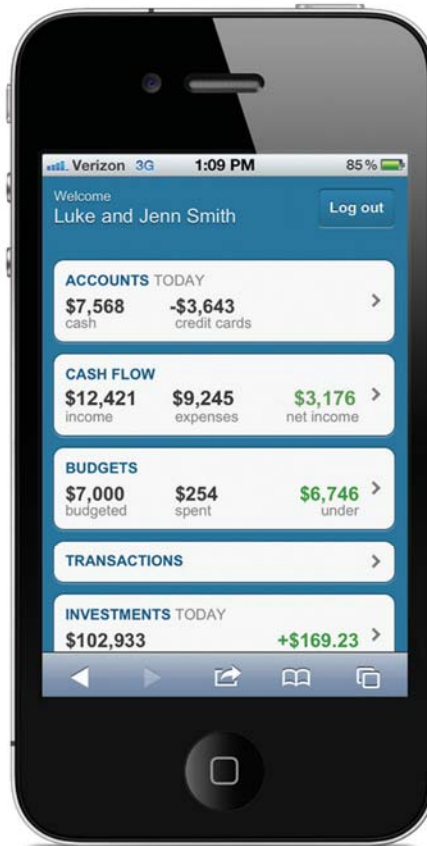 Verizon 3G 1:09 PM 85%
Welcome
Luke and Jenn Smith
Log out
ACCOUNTS TODAY
$7,568 -$3,643
cash credit cards
CASH FLOW
$12,421 $9,245 $3,176
income expenses net income
BUDGETS
$7,000 $254 $6,746
budgeted spent under
TRANSACTIONS
INVESTMENTS TODAY
$102,933 +$169.23